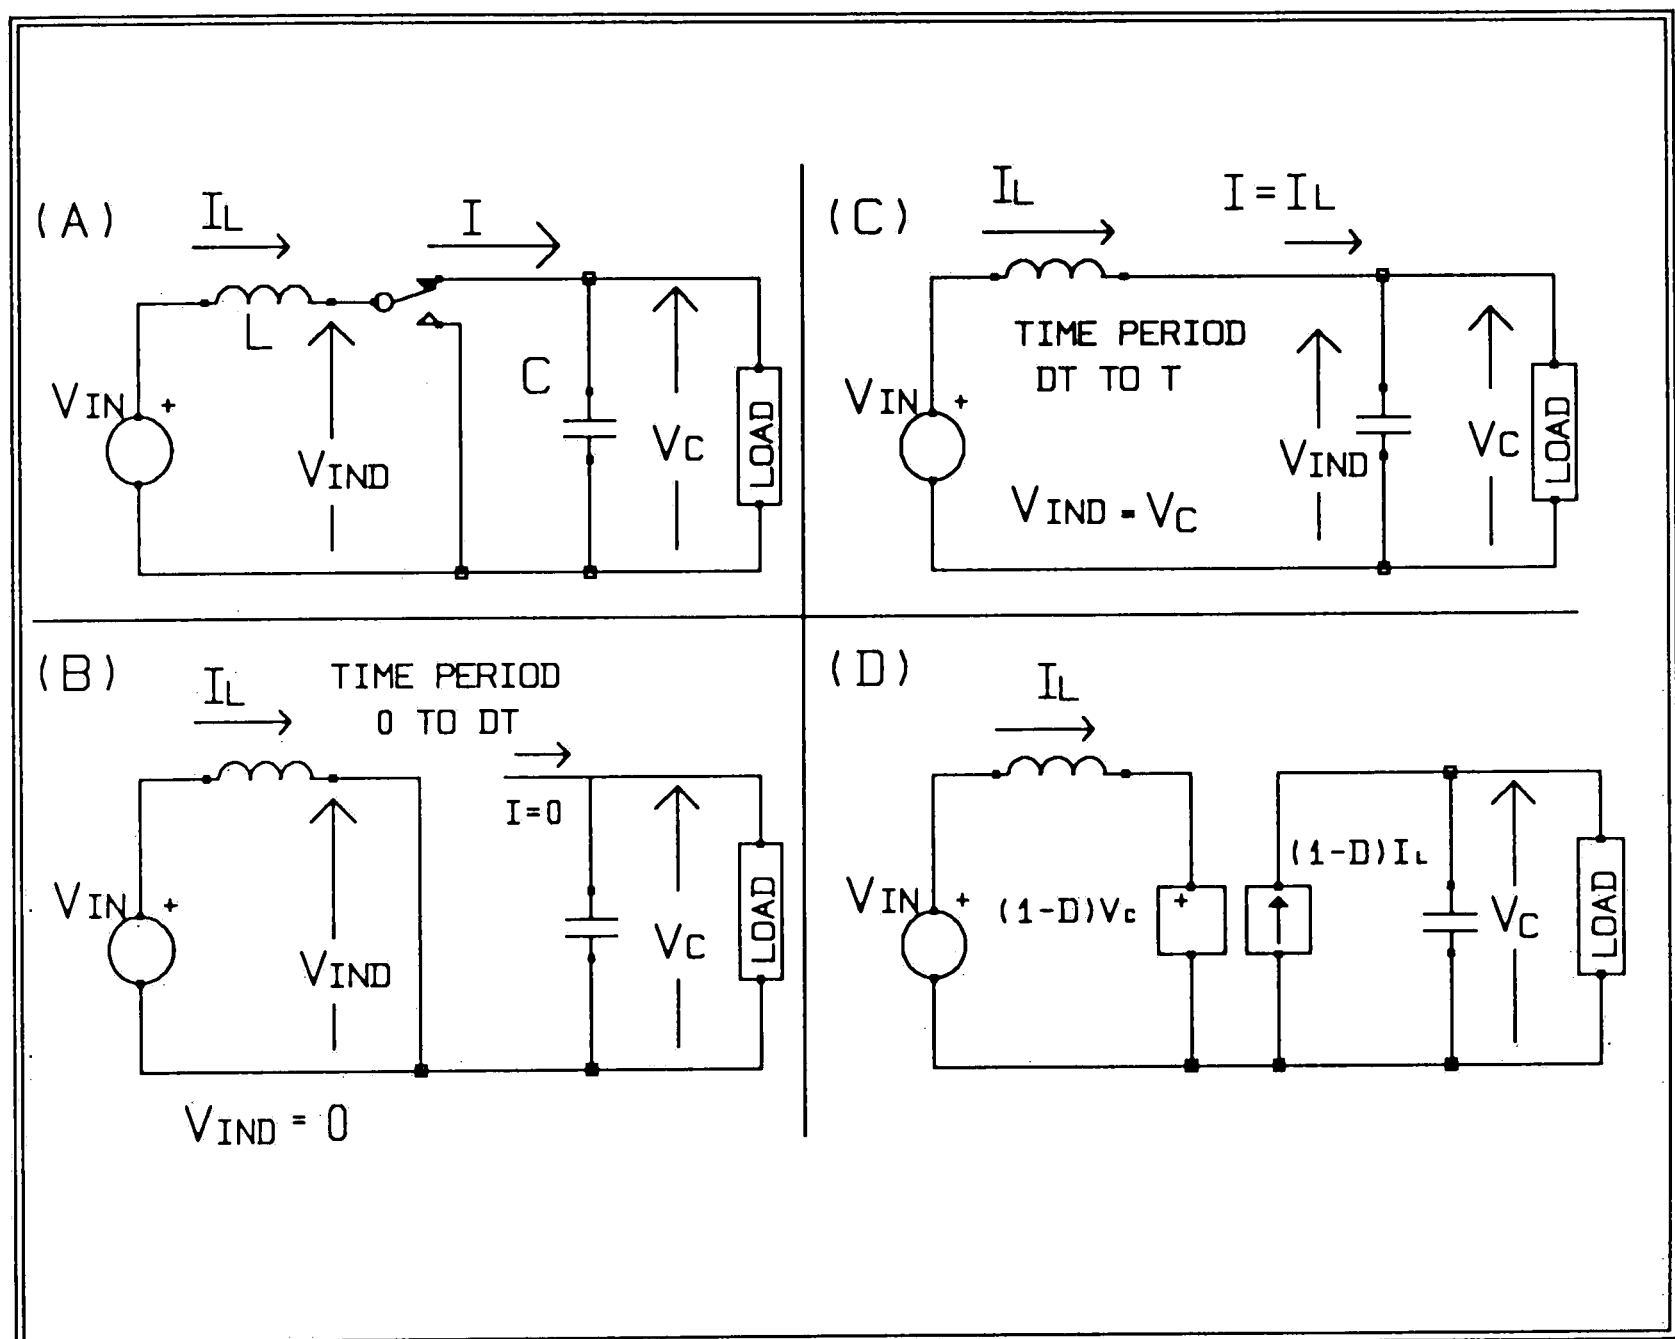 (A)
IL
I
L
VIN +
VIND
C
VC
LOAD
(C)
IL
I=IL
TIME PERIOD
DT TO T
VIN +
VIND
VC
LOAD
VIND = VC
(B)
IL
TIME PERIOD
0 TO DT
I=0
VIN +
VIND
VC
LOAD
VIND = 0
(D)
IL
VIN +
(1-D)VC
+
(1-D)IL
VC
LOAD